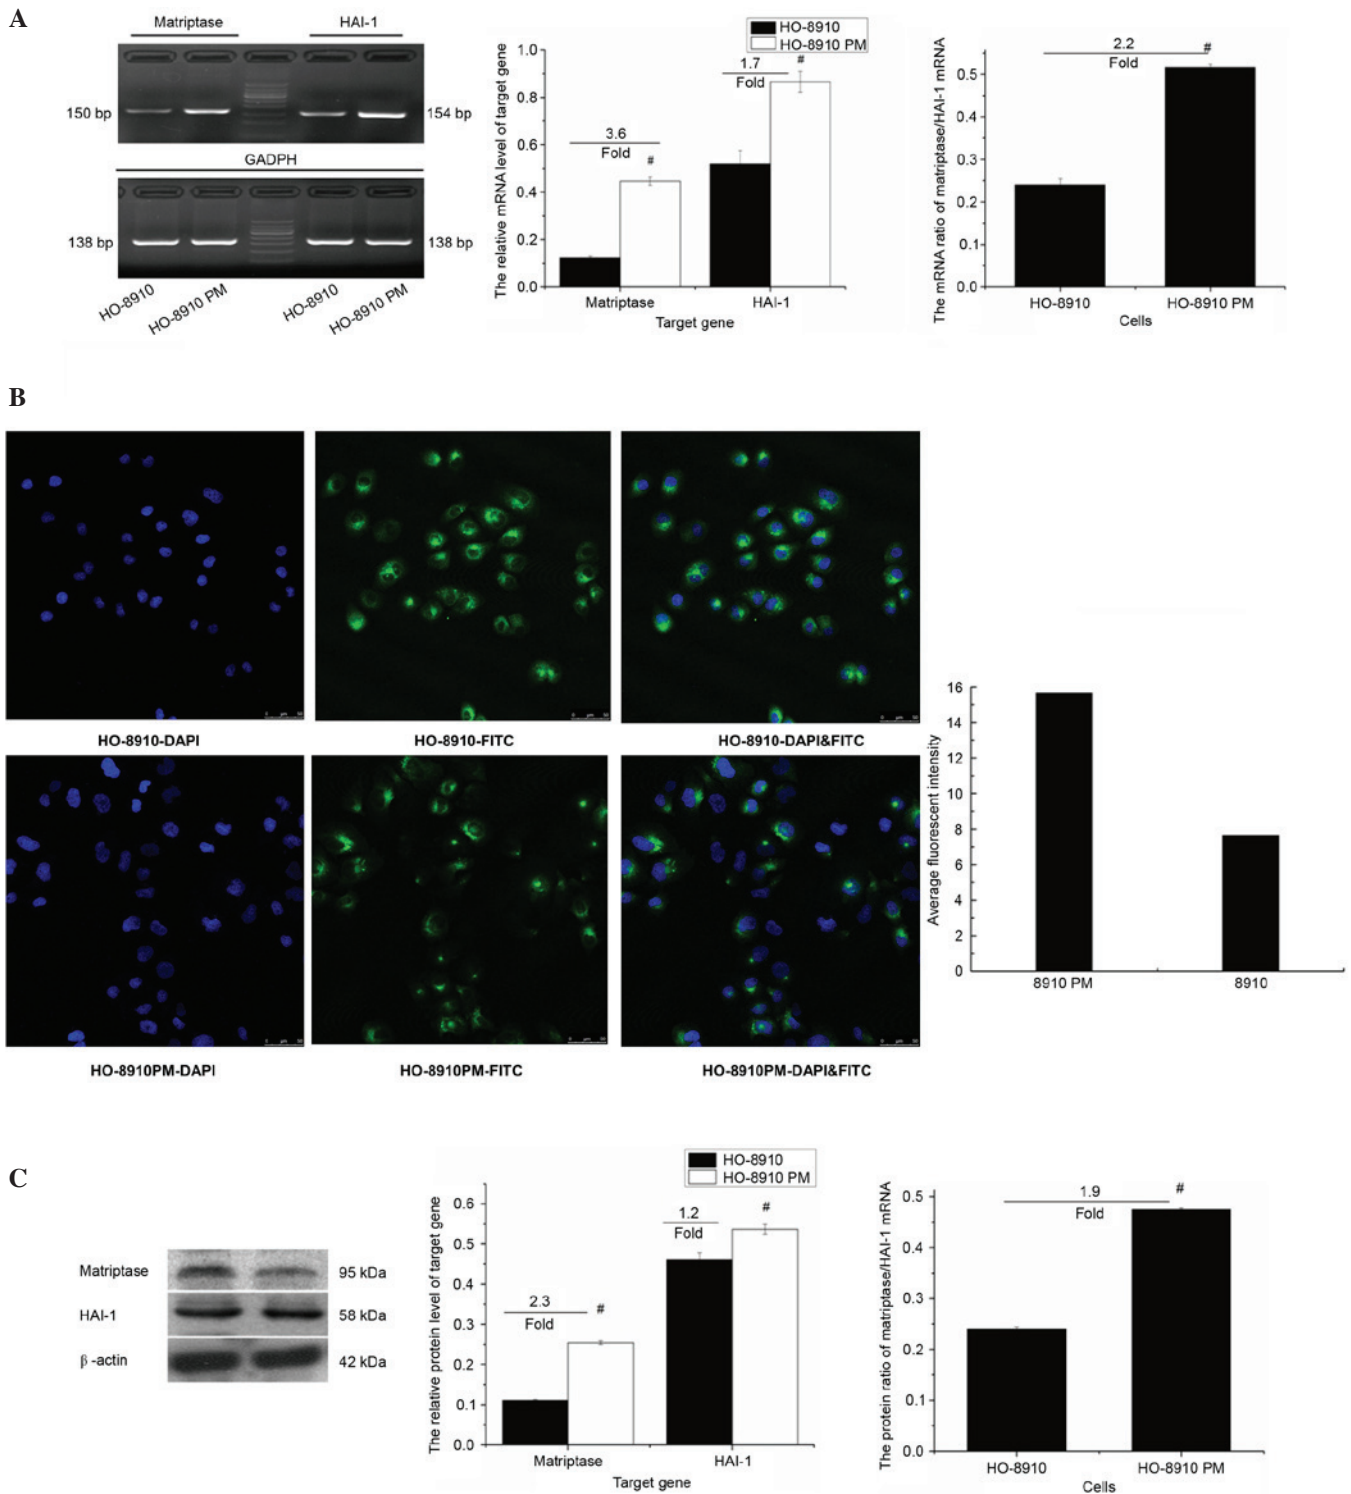 A
Matriptase HAI-1
150 bp 154 bp
GADPH
138 bp 138 bp
HO-8910 HO-8910 PM HO-8910 HO-8910 PM
HO-8910
HO-8910 PM
The relative mRNA level of target gene
1.0
0.8
0.6
0.4
0.2
0.0
3.6
Fold
#
1.7
Fold
#
Matriptase HAI-1
Target gene
The mRNA ratio of matriptase/HAI-1 mRNA
0.5
0.4
0.3
0.2
0.1
0.0
2.2
Fold
#
HO-8910 HO-8910 PM
Cells
B
HO-8910-DAPI HO-8910-FITC HO-8910-DAPI&FITC
HO-8910PM-DAPI HO-8910PM-FITC HO-8910PM-DAPI&FITC
Average fluorescent intensity
16
14
12
10
8
6
4
2
0
8910 PM 8910
C
Matriptase 95 kDa
HAI-1 58 kDa
β-actin 42 kDa
HO-8910
HO-8910 PM
The relative protein level of target gene
0.6
0.5
0.4
0.3
0.2
0.1
0.0
2.3
Fold
#
1.2
Fold
#
Matriptase HAI-1
Target gene
The protein ratio of matriptase/HAI-1 mRNA
0.5
0.4
0.3
0.2
0.1
0.0
1.9
Fold
#
HO-8910 HO-8910 PM
Cells